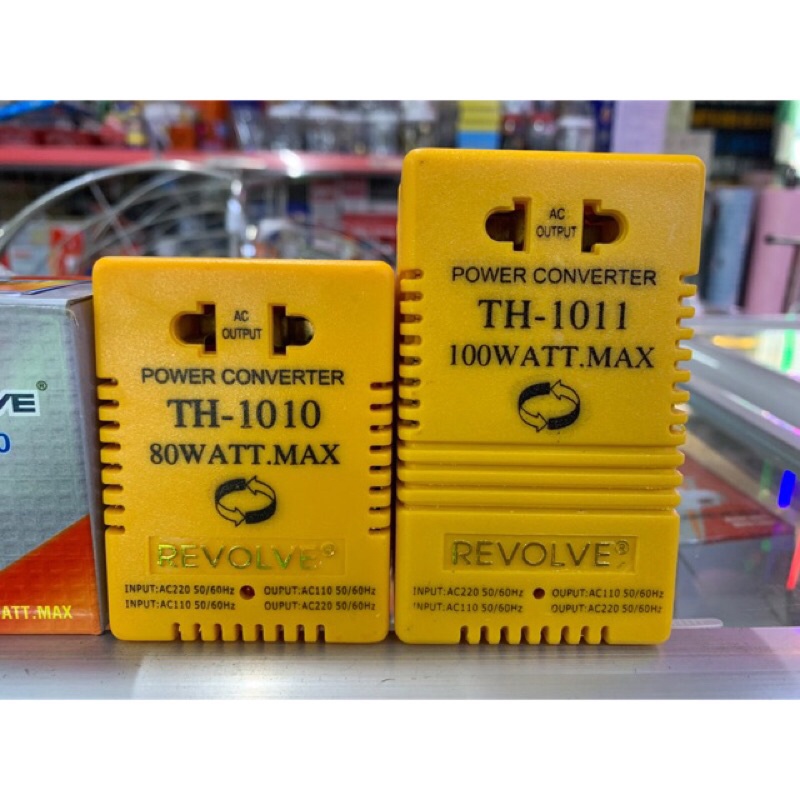 AC
OUTPUT
POWER CONVERTER
TH-1010
80WATT.MAX
REVOLVE®
INPUT:AC220 50/60Hz OUPUT:AC110 50/60Hz
INPUT:AC110 50/60Hz OUPUT:AC220 50/60Hz
AC
OUTPUT
POWER CONVERTER
TH-1011
100WATT.MAX
REVOLVE®
INPUT:AC220 50/60Hz OUPUT:AC110 50/60Hz
INPUT:AC110 50/60Hz OUPUT:AC220 50/60Hz
VE®
0
ATT.MAX